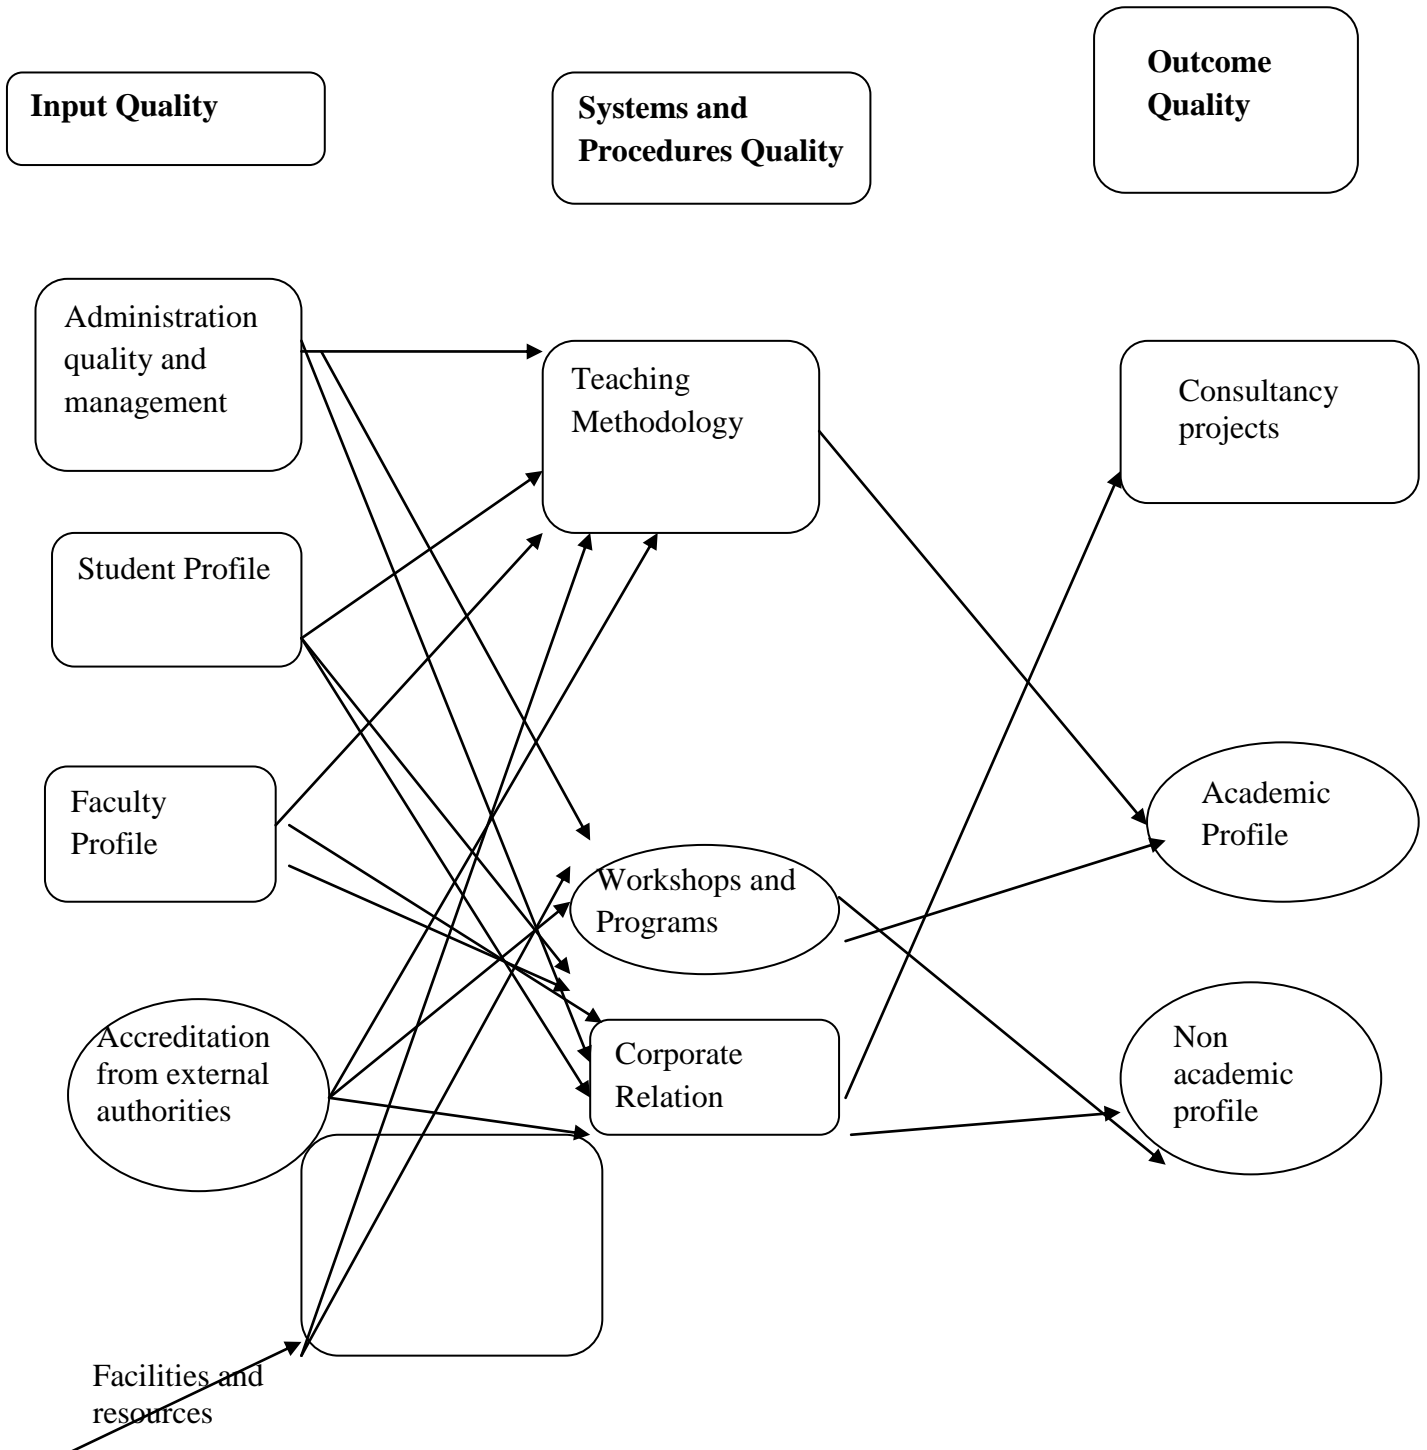 Input Quality
Systems and
Procedures Quality
Outcome
Quality
Administration
quality and
management
Teaching
Methodology
Consultancy
projects
Student Profile
Faculty
Profile
Workshops and
Programs
Academic
Profile
Accreditation
from external
authorities
Corporate
Relation
Non
academic
profile
Facilities and
resources